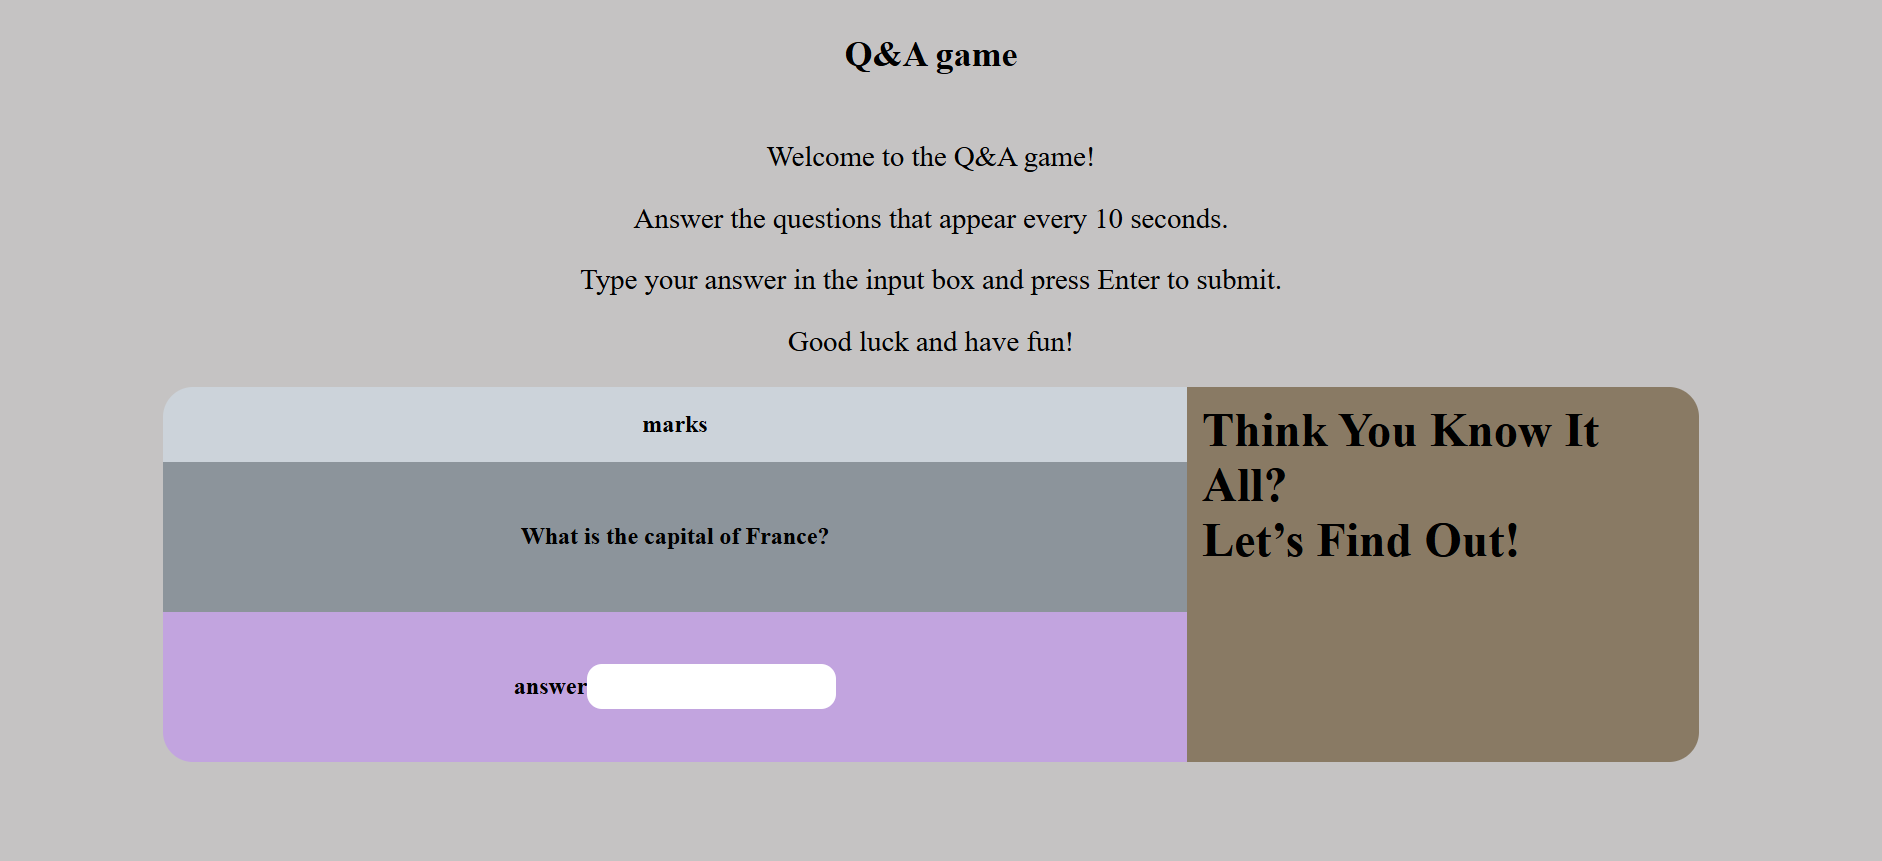 Q&A game
Welcome to the Q&A game!
Answer the questions that appear every 10 seconds.
Type your answer in the input box and press Enter to submit.
Good luck and have fun!
marks
What is the capital of France?
answer
Think You Know It
All?
Let’s Find Out!